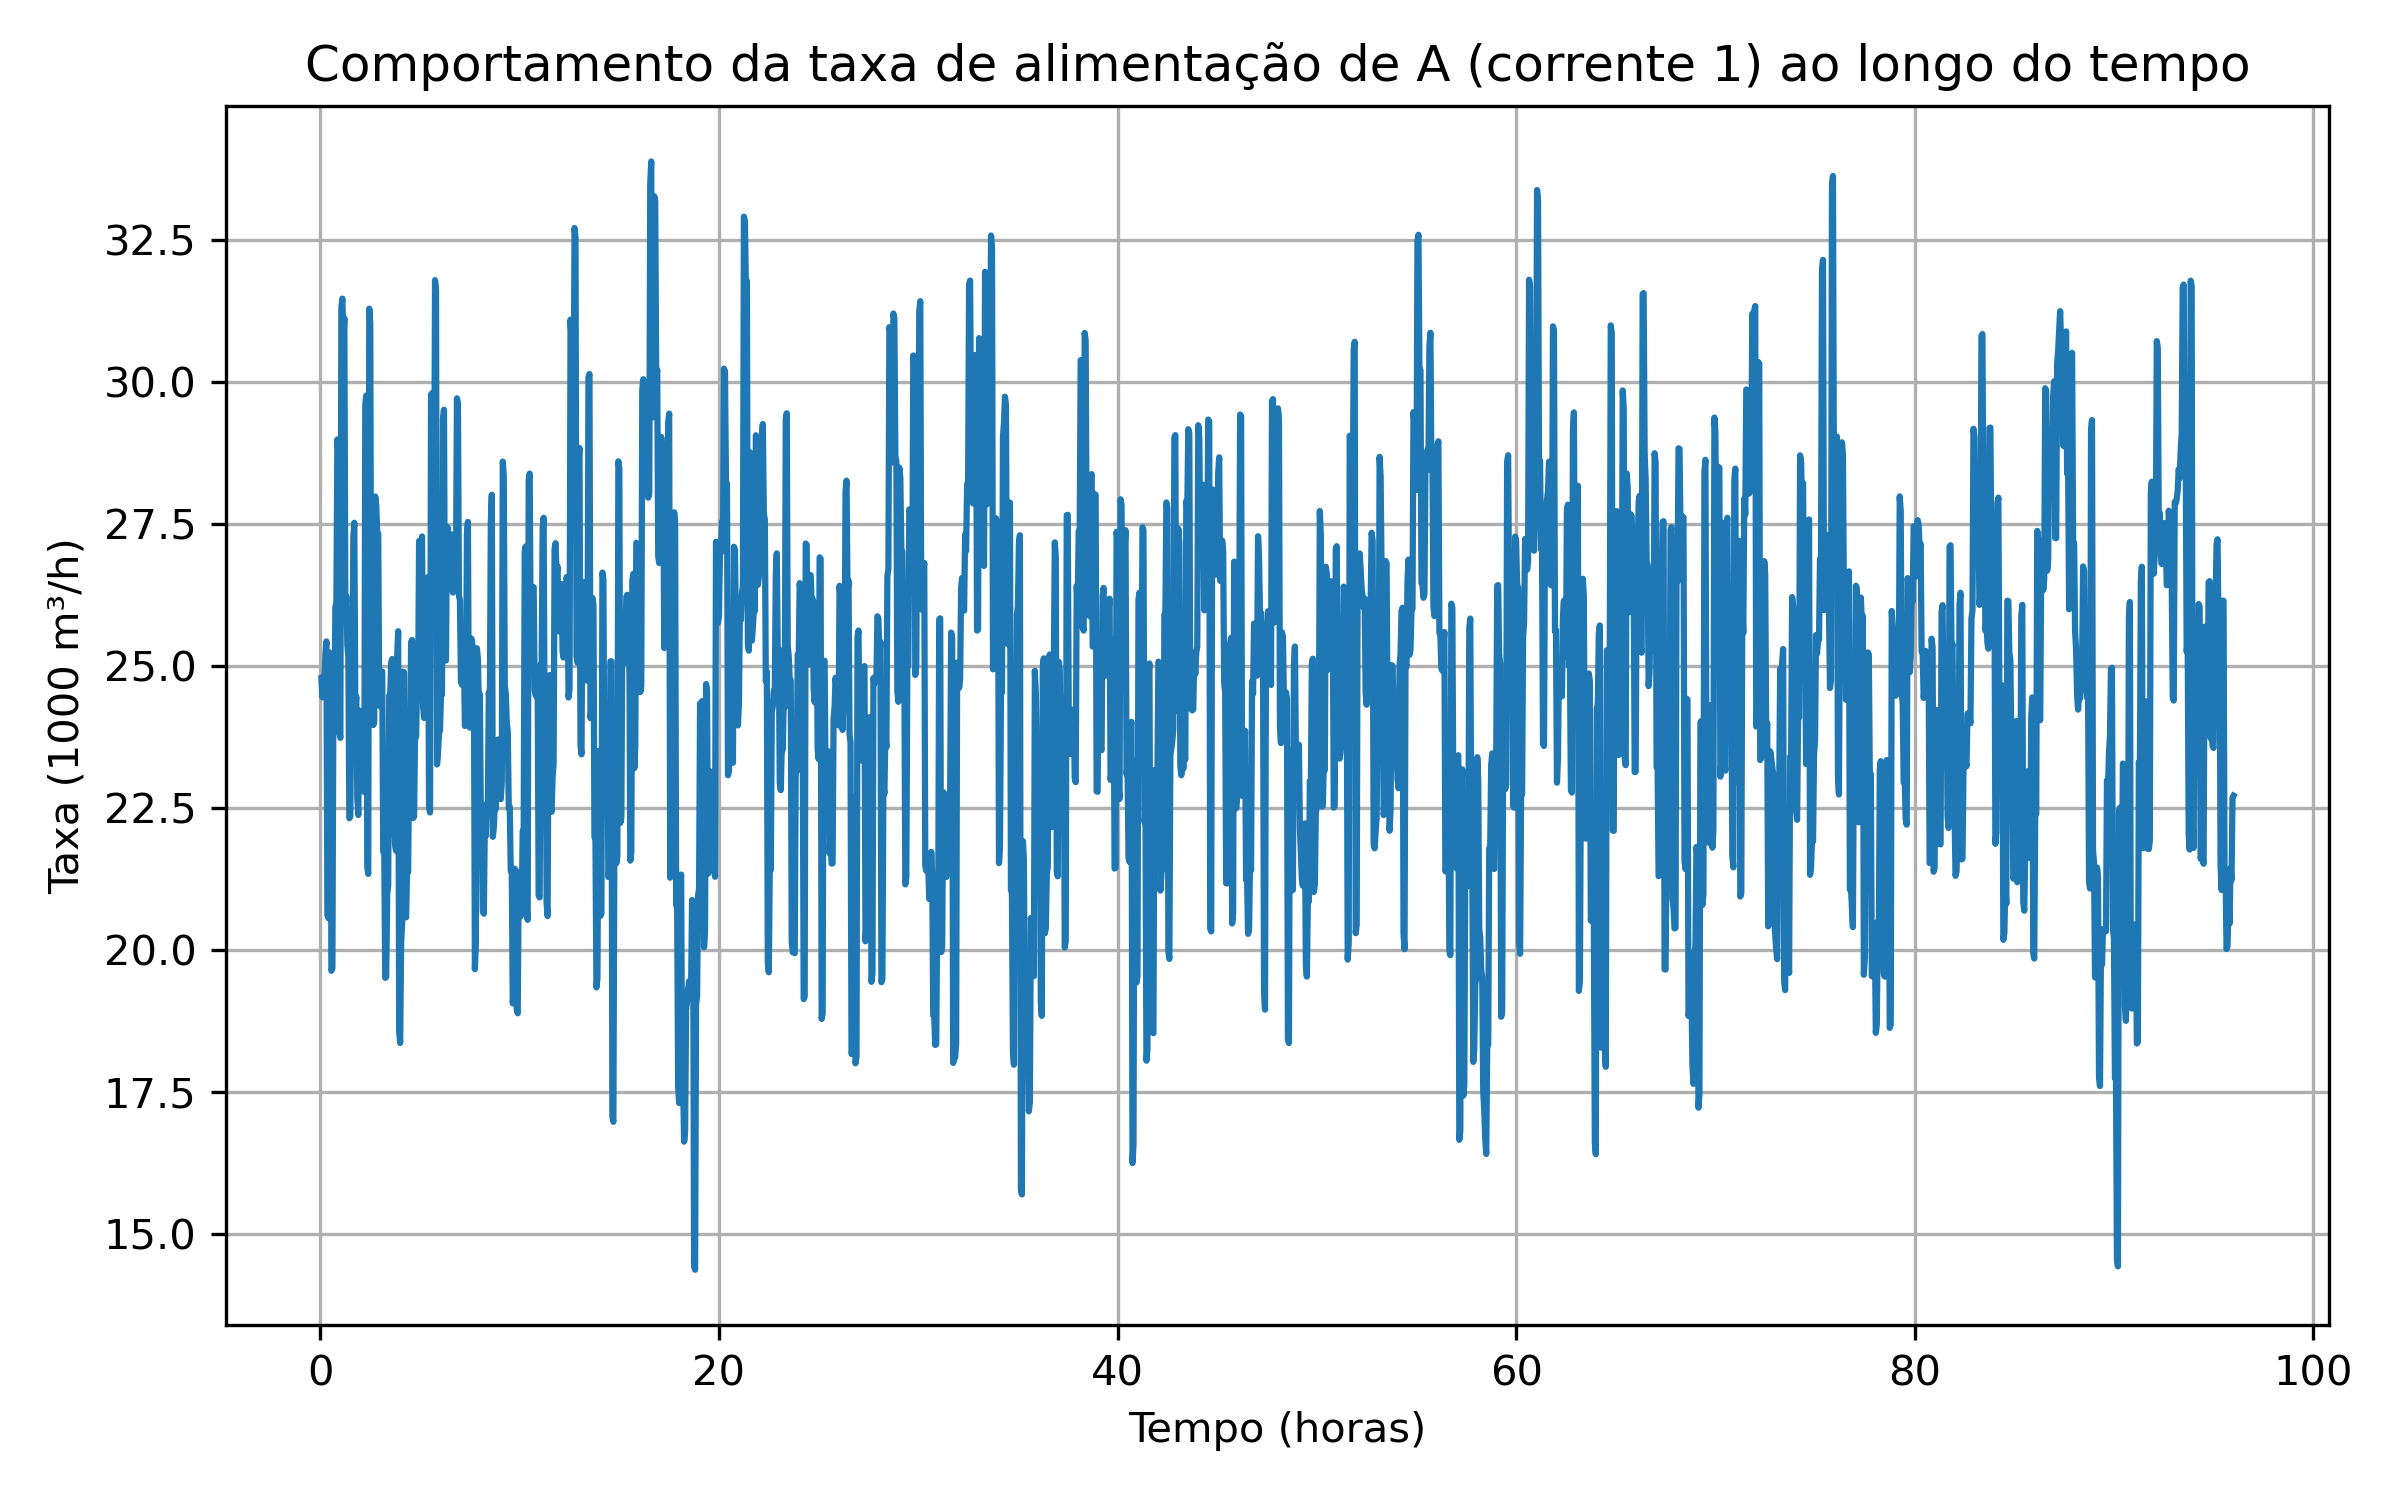 Comportamento da taxa de alimentação de A (corrente 1) ao longo do tempo
Taxa (1000 m³/h)
32.5
30.0
27.5
25.0
22.5
20.0
17.5
15.0
0 20 40 60 80 100
Tempo (horas)